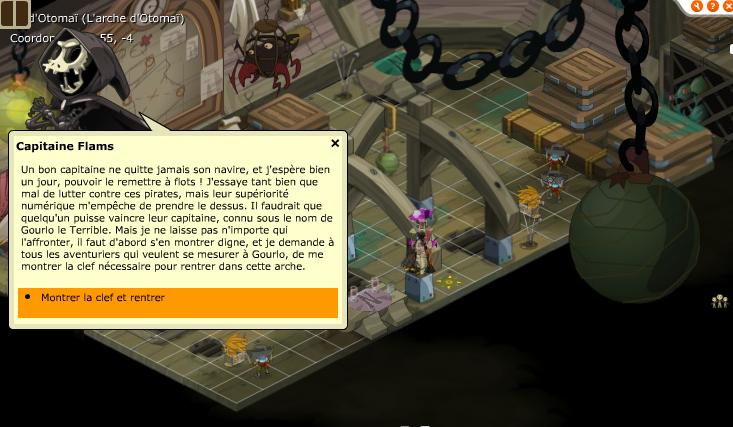 d'Otomaï (L'arche d'Otomaï)
Coordor 55, -4
Capitaine Flams
Un bon capitaine ne quitte jamais son navire, et j'espère bien
un jour, pouvoir le remettre à flots ! J'essaye tant bien que
mal de lutter contre ces pirates, mais leur supériorité
numérique m'empêche de prendre le dessus. Il faudrait que
quelqu'un puisse vaincre leur capitaine, connu sous le nom de
Gourlo le Terrible. Mais je ne laisse pas n'importe qui
l'affronter, il faut d'abord s'en montrer digne, et je demande à
tous les aventuriers qui veulent se mesurer à Gourlo, de me
montrer la clef nécessaire pour rentrer dans cette arche.
Montrer la clef et rentrer